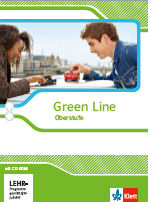 Green Line
Oberstufe
mit CD-ROM
LEHR-
Programm
gemäß
§ 14
JuSchG
Klett